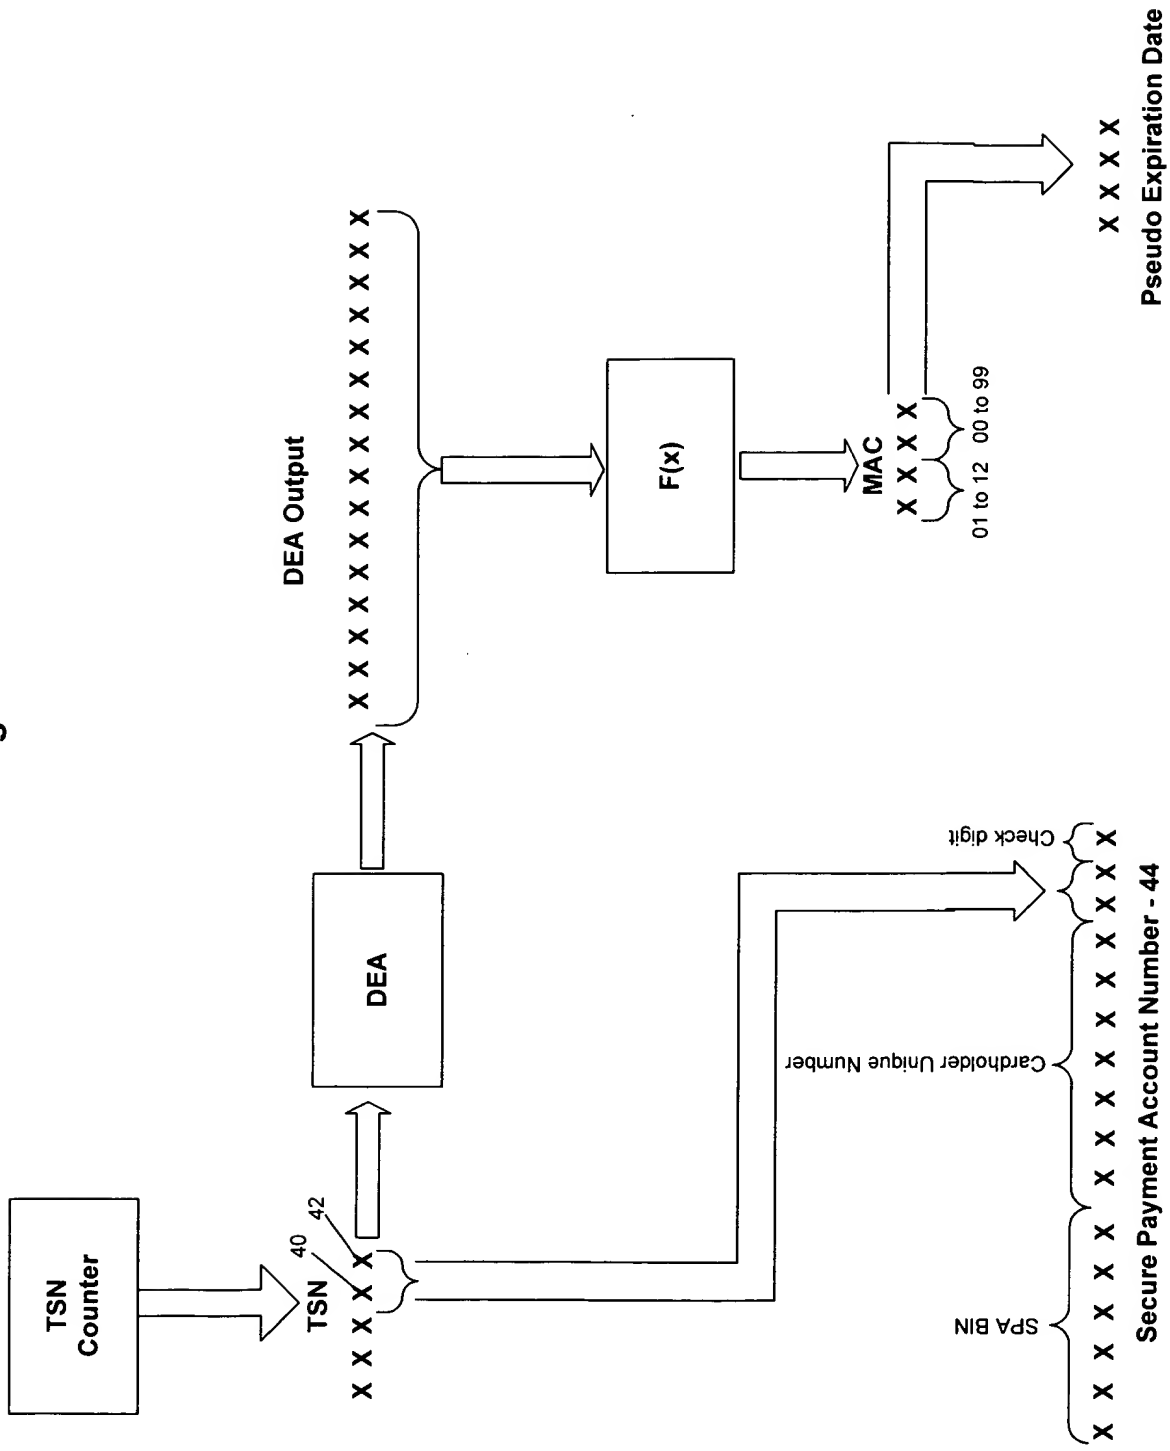 TSN
Counter
TSN
40
42
X X X X X
DEA
DEA Output
X X X X X X X X X X X X X X X X
F(x)
MAC
X X X X
01 to 12
00 to 99
SPA BIN
Cardholder Unique Number
Check digit
X X X X X X X X X X X X X X X X
Secure Payment Account Number - 44
X X X X
Pseudo Expiration Date